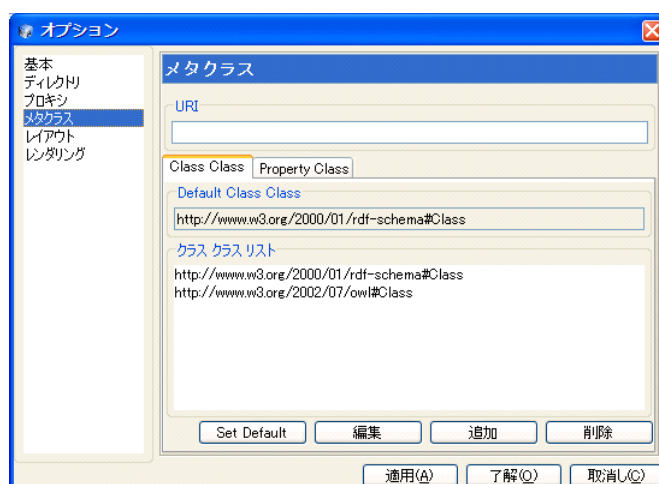 オプション
基本
ディレクトリ
プロキシ
メタクラス
レイアウト
レンダリング
メタクラス
URI
Class Class
Property Class
Default Class Class
http://www.w3.org/2000/01/rdf-schema#Class
クラス クラス リスト
http://www.w3.org/2000/01/rdf-schema#Class
http://www.w3.org/2002/07/owl#Class
Set Default
編集
追加
削除
適用(A)
了解(O)
取消し(C)